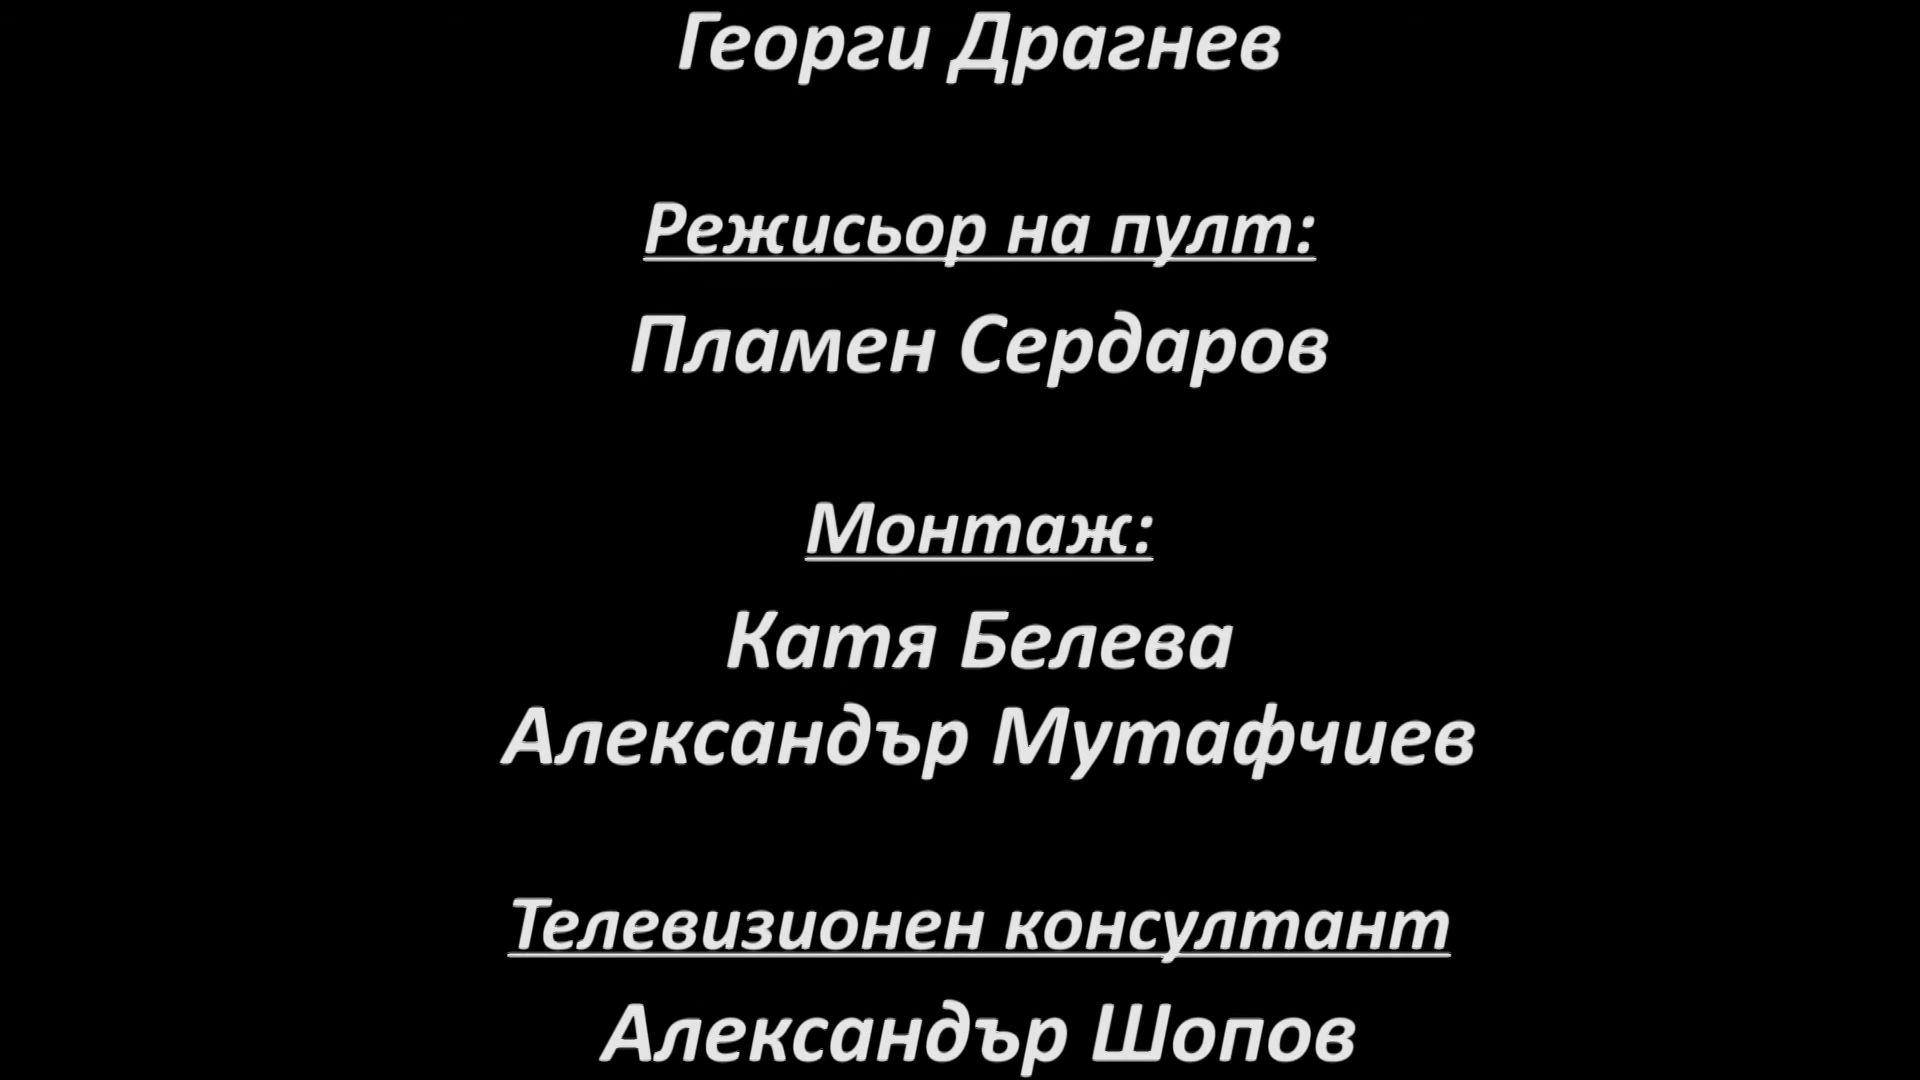 Георги Драгнев
Режисьор на пулт:
Пламен Сердаров
Монтаж:
Катя Белева
Александър Мутафчиев
Телевизионен консултант
Александър Шопов